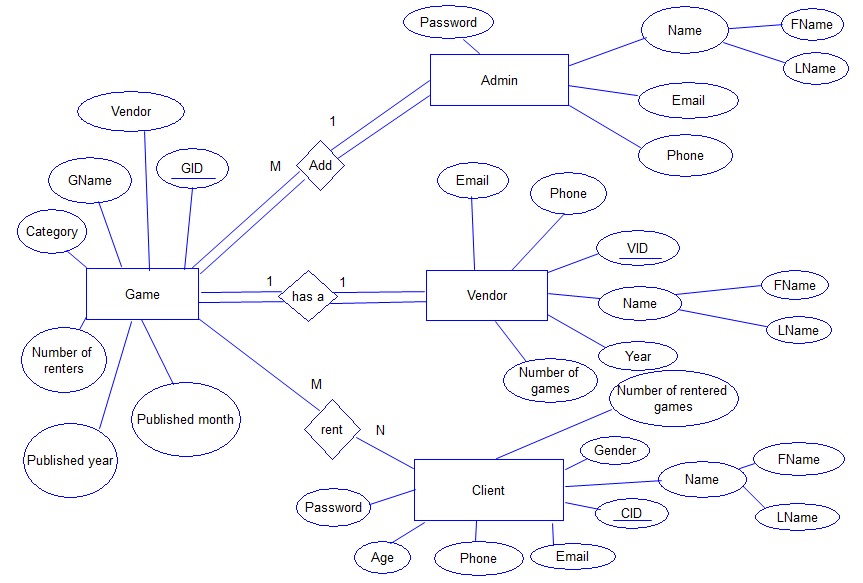 Password
Name
FName
LName
Admin
Email
Phone
Vendor
1
M
Add
GID
GName
Category
Email
Phone
VID
Game
1
has a
1
Vendor
Name
FName
LName
Year
Number of
renters
Number of
games
Published month
Published year
M
rent
N
Number of rentered
games
Gender
Client
Name
FName
LName
CID
Password
Age
Phone
Email